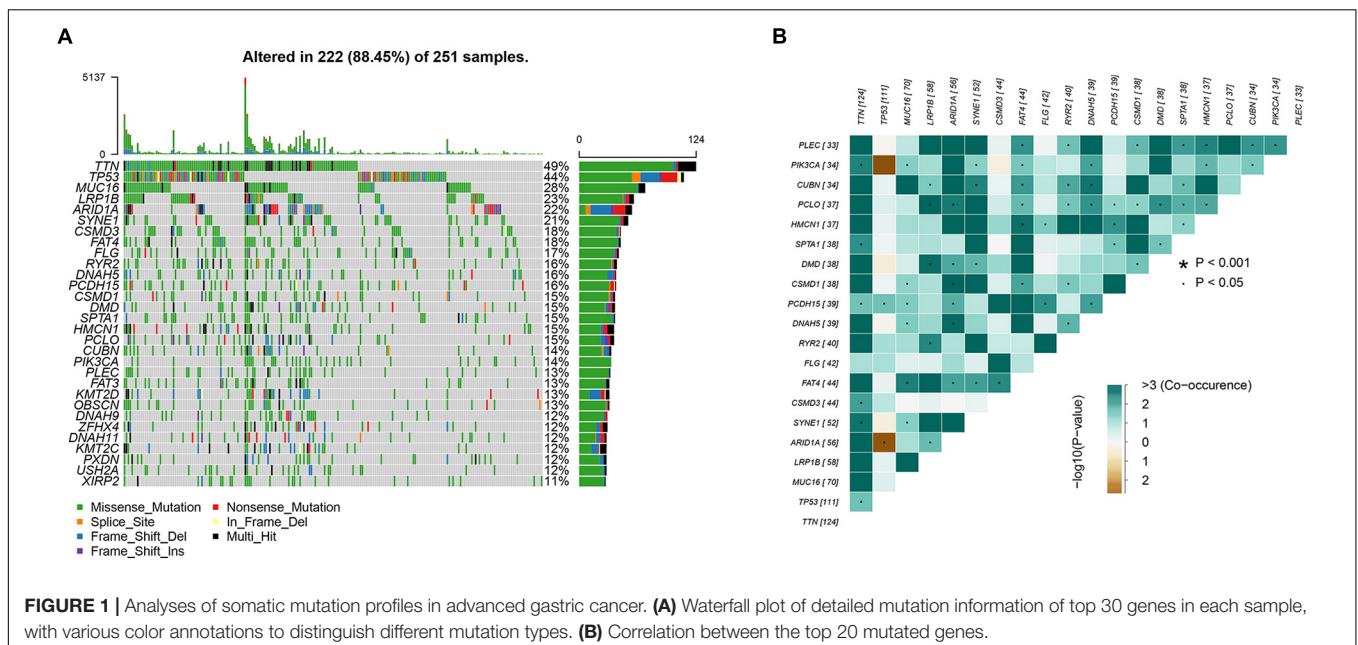 A
Altered in 222 (88.45%) of 251 samples.
5137
0
0
124
TTN 49%
TP53 44%
MUC16 28%
LRP1B 23%
ARID1A 22%
SYNE1 21%
CSMD3 18%
FAT4 18%
FLG 17%
RYR2 16%
DNAH5 16%
PCDH15 16%
CSMD1 15%
DMD 15%
SPTA1 15%
HMCN1 15%
PCLO 15%
CUBN 14%
PIK3CA 14%
PLEC 13%
FAT3 13%
KMT2D 13%
OBSCN 13%
DNAH9 12%
ZFHX4 12%
DNAH11 12%
KMT2C 12%
PXDN 12%
USH2A 12%
XIRP2 11%
Missense_Mutation
Splice_Site
Frame_Shift_Del
Frame_Shift_Ins
Nonsense_Mutation
In_Frame_Del
Multi_Hit
B
TTN [124]
TP53 [111]
MUC16 [ 70]
LRP1B [ 58]
ARID1A [ 56]
SYNE1 [ 52]
CSMD3 [ 44]
FAT4 [ 44]
FLG [ 42]
RYR2 [ 40]
DNAH5 [ 39]
PCDH15 [ 39]
CSMD1 [ 38]
DMD [ 38]
SPTA1 [ 38]
HMCN1 [ 37]
PCLO [ 37]
CUBN [ 34]
PIK3CA [ 34]
PLEC [ 33]
PLEC [ 33]
PIK3CA [ 34]
CUBN [ 34]
PCLO [ 37]
HMCN1 [ 37]
SPTA1 [ 38]
DMD [ 38]
CSMD1 [ 38]
PCDH15 [ 39]
DNAH5 [ 39]
RYR2 [ 40]
FLG [ 42]
FAT4 [ 44]
CSMD3 [ 44]
SYNE1 [ 52]
ARID1A [ 56]
LRP1B [ 58]
MUC16 [ 70]
TP53 [111]
TTN [124]
* P < 0.001
· P < 0.05
−log10(P−value)
>3 (Co−occurence)
2
1
0
1
2
FIGURE 1 | Analyses of somatic mutation profiles in advanced gastric cancer. (A) Waterfall plot of detailed mutation information of top 30 genes in each sample,
with various color annotations to distinguish different mutation types. (B) Correlation between the top 20 mutated genes.